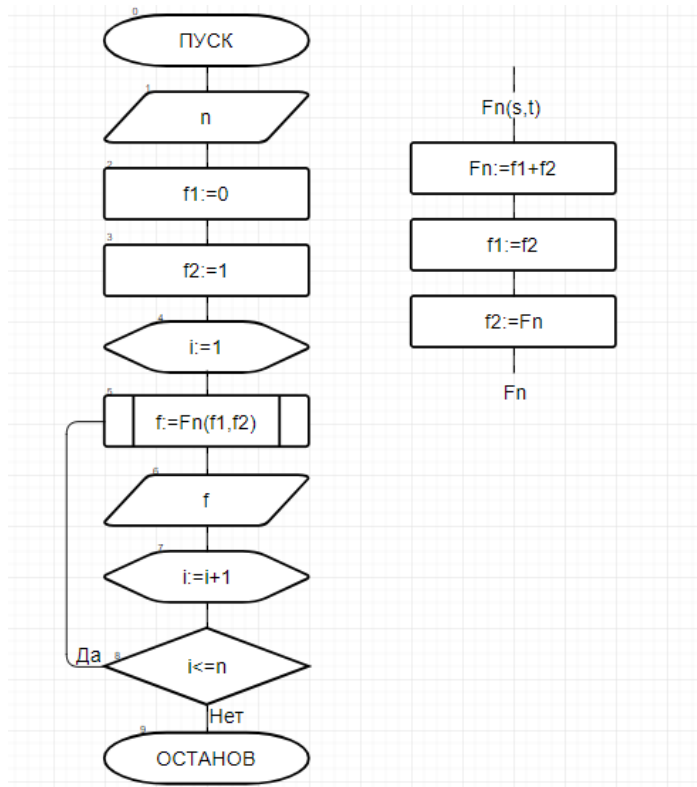 0
ПУСК
1
n
2
f1:=0
3
f2:=1
4
i:=1
5
f:=Fn(f1,f2)
6
f
7
i:=i+1
Да
8
i<=n
Нет
9
ОСТАНОВ
Fn(s,t)
Fn:=f1+f2
f1:=f2
f2:=Fn
Fn